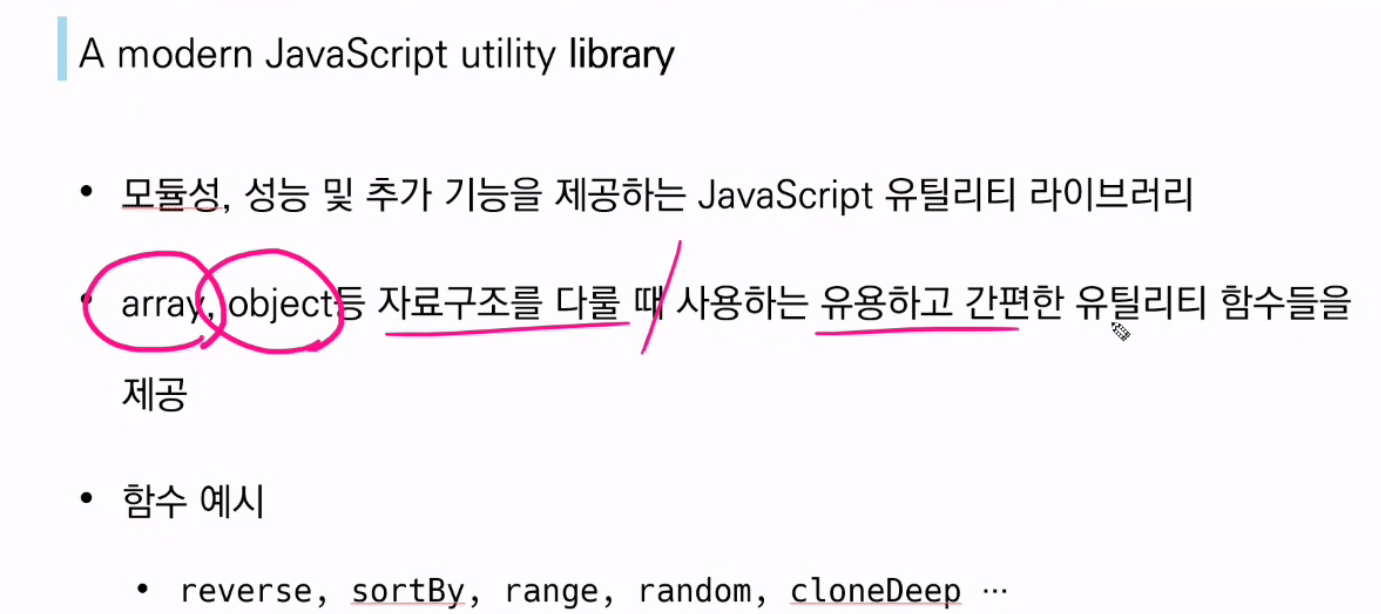 A modern JavaScript utility library
• 모듈성, 성능 및 추가 기능을 제공하는 JavaScript 유틸리티 라이브러리
• array, object등 자료구조를 다룰 때 사용하는 유용하고 간편한 유틸리티 함수들을
제공
• 함수 예시
• reverse, sortBy, range, random, cloneDeep …